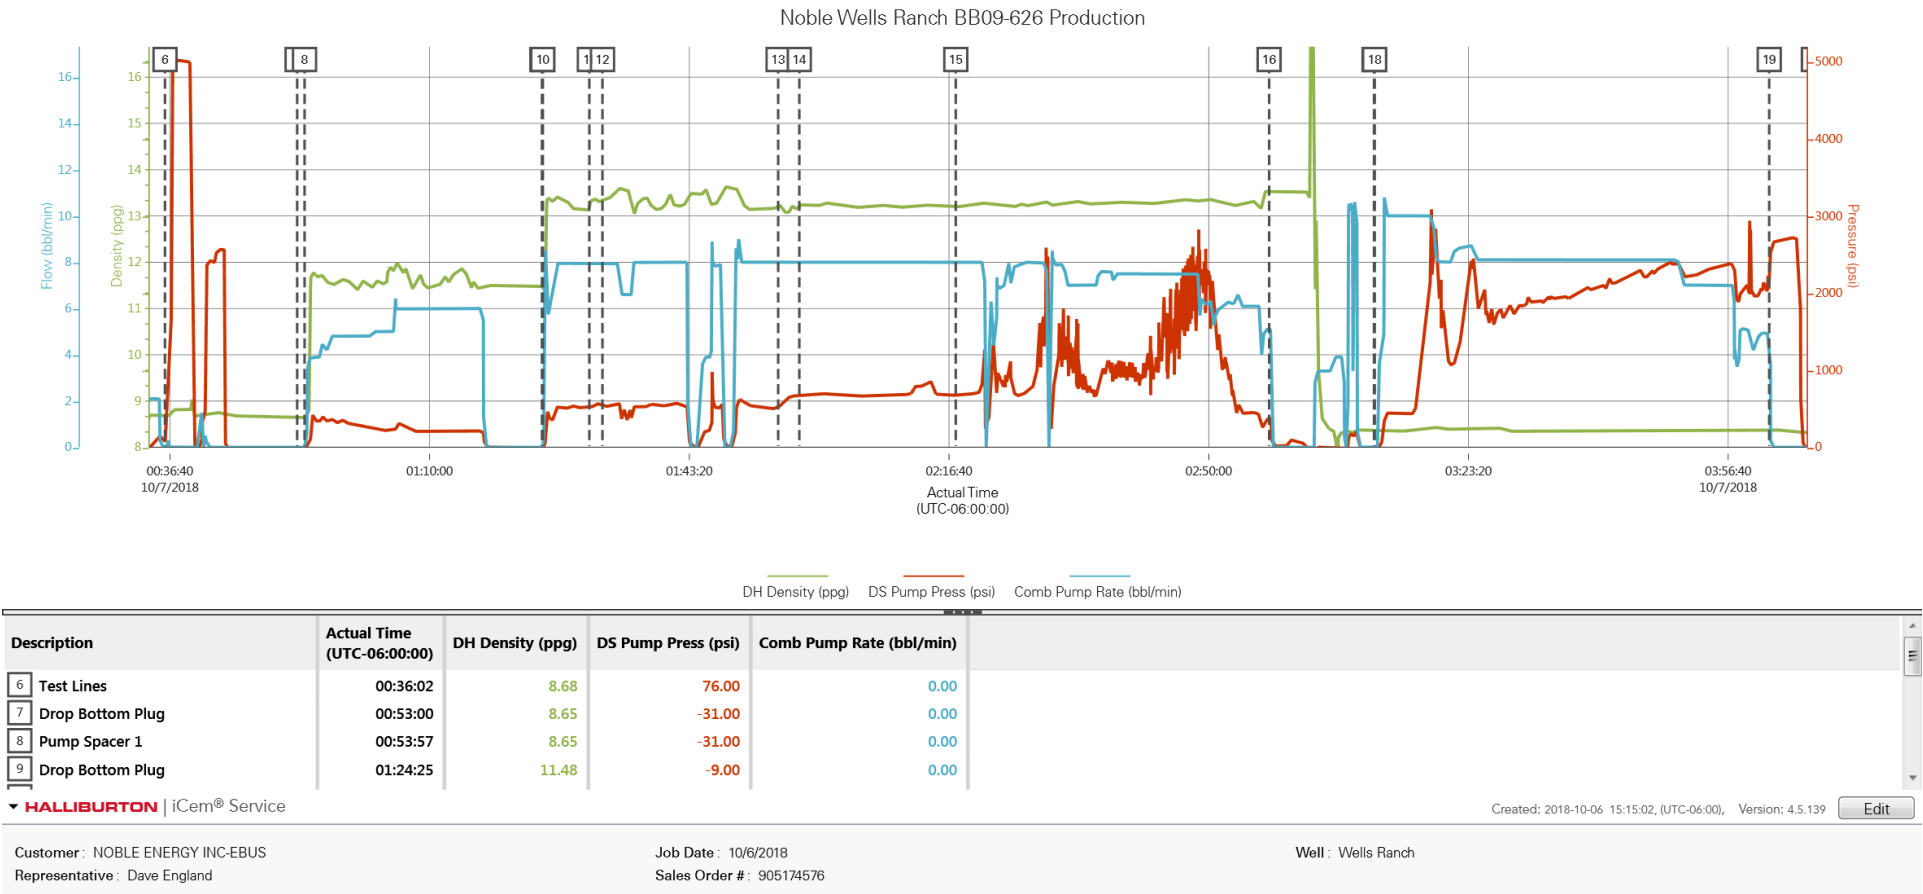 Noble Wells Ranch BB09-626 Production
6 8 10 1 12 13 14 15 16 18 19
16 16 5000
14 15 4000
12 14
10 13 3000
8 12
6 11 2000
4 10 1000
2 9
0 8 0
Flow (bbl/min)
Density (ppg)
Pressure (psi)
00:36:40 01:10:00 01:43:20 02:16:40 02:50:00 03:23:20 03:56:40
10/7/2018 10/7/2018
Actual Time
(UTC-06:00:00)
DH Density (ppg) DS Pump Press (psi) Comb Pump Rate (bbl/min)
Description Actual Time (UTC-06:00:00) DH Density (ppg) DS Pump Press (psi) Comb Pump Rate (bbl/min)
6 Test Lines 00:36:02 8.68 76.00 0.00
7 Drop Bottom Plug 00:53:00 8.65 -31.00 0.00
8 Pump Spacer 1 00:53:57 8.65 -31.00 0.00
9 Drop Bottom Plug 01:24:25 11.48 -9.00 0.00
HALLIBURTON | iCem® Service Created: 2018-10-06 15:15:02, (UTC-06:00), Version: 4.5.139 Edit
Customer : NOBLE ENERGY INC-EBUS Job Date : 10/6/2018 Well : Wells Ranch
Representative : Dave England Sales Order # : 905174576